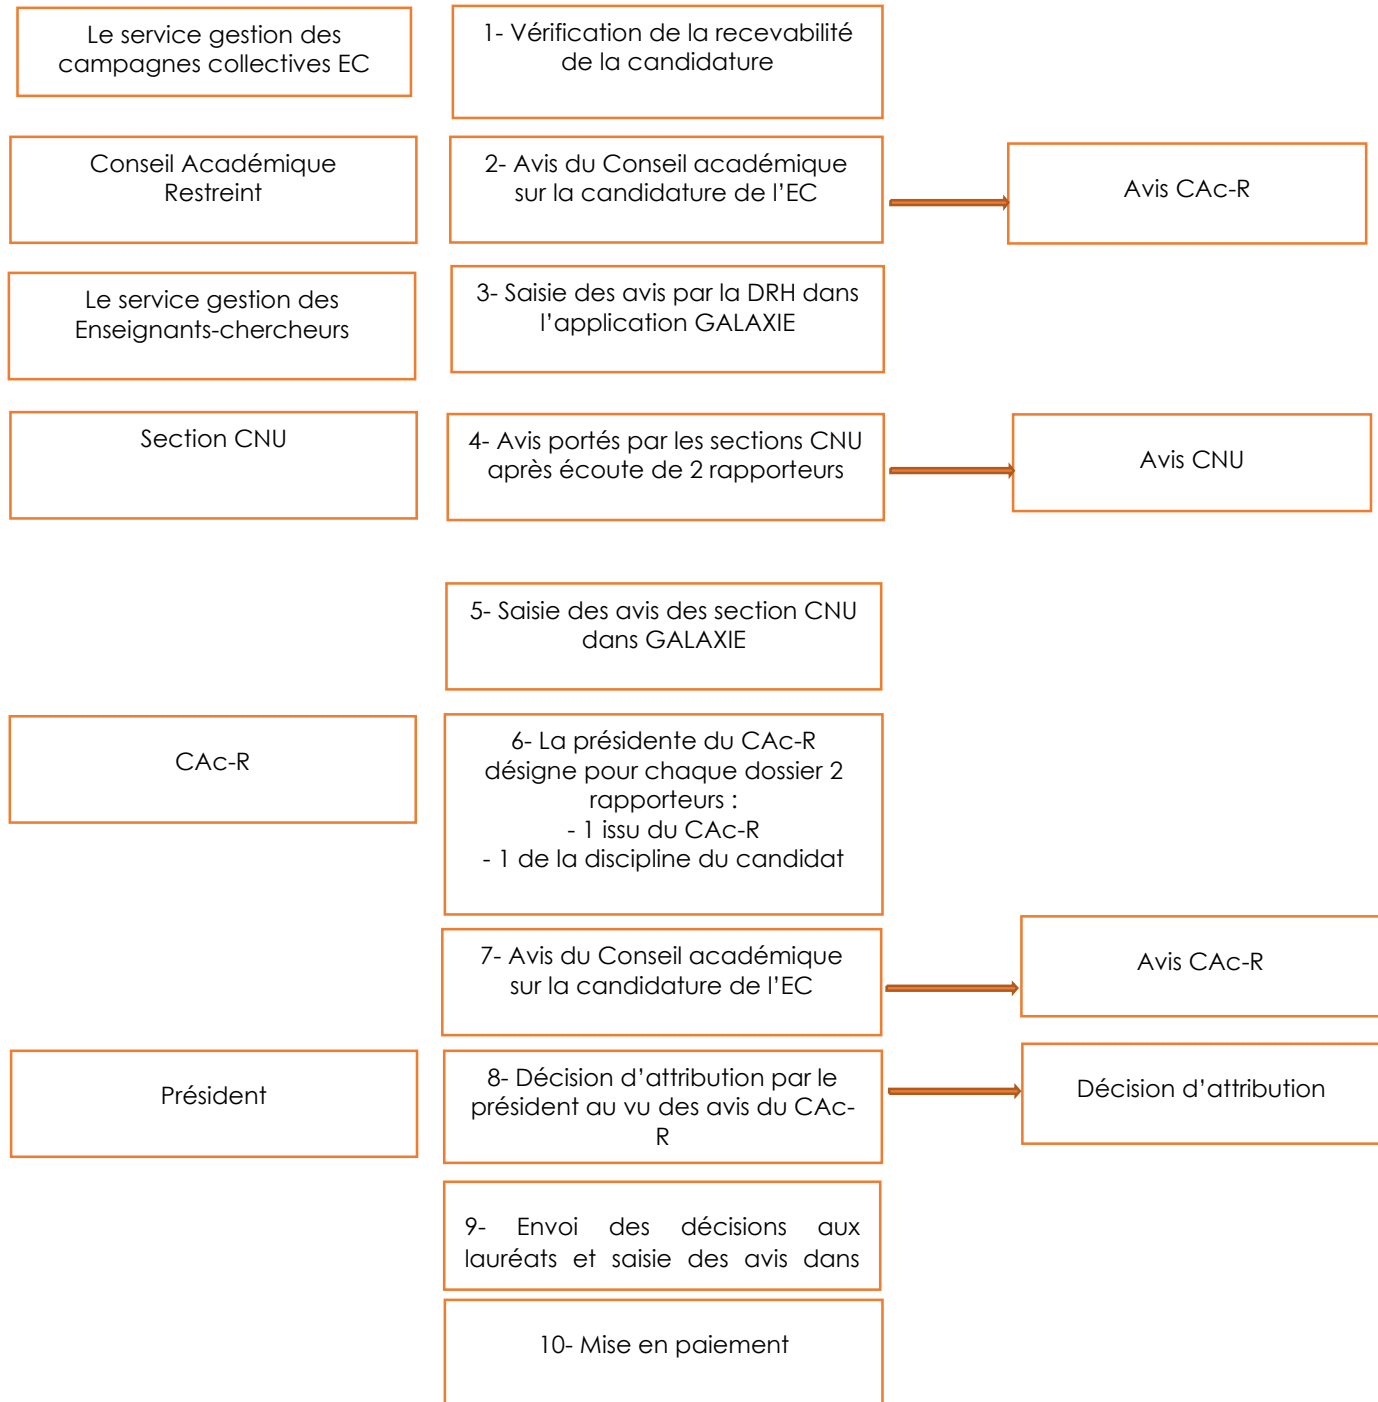 Le service gestion des
campagnes collectives EC
1- Vérification de la recevabilité
de la candidature
Conseil Académique
Restreint
2- Avis du Conseil académique
sur la candidature de l’EC
Avis CAc-R
Le service gestion des
Enseignants-chercheurs
3- Saisie des avis par la DRH dans
l’application GALAXIE
Section CNU
4- Avis portés par les sections CNU
après écoute de 2 rapporteurs
Avis CNU
5- Saisie des avis des section CNU
dans GALAXIE
CAc-R
6- La présidente du CAc-R
désigne pour chaque dossier 2
rapporteurs :
- 1 issu du CAc-R
- 1 de la discipline du candidat
7- Avis du Conseil académique
sur la candidature de l’EC
Avis CAc-R
Président
8- Décision d’attribution par le
président au vu des avis du CAc-
R
Décision d’attribution
9- Envoi des décisions aux
lauréats et saisie des avis dans
10- Mise en paiement